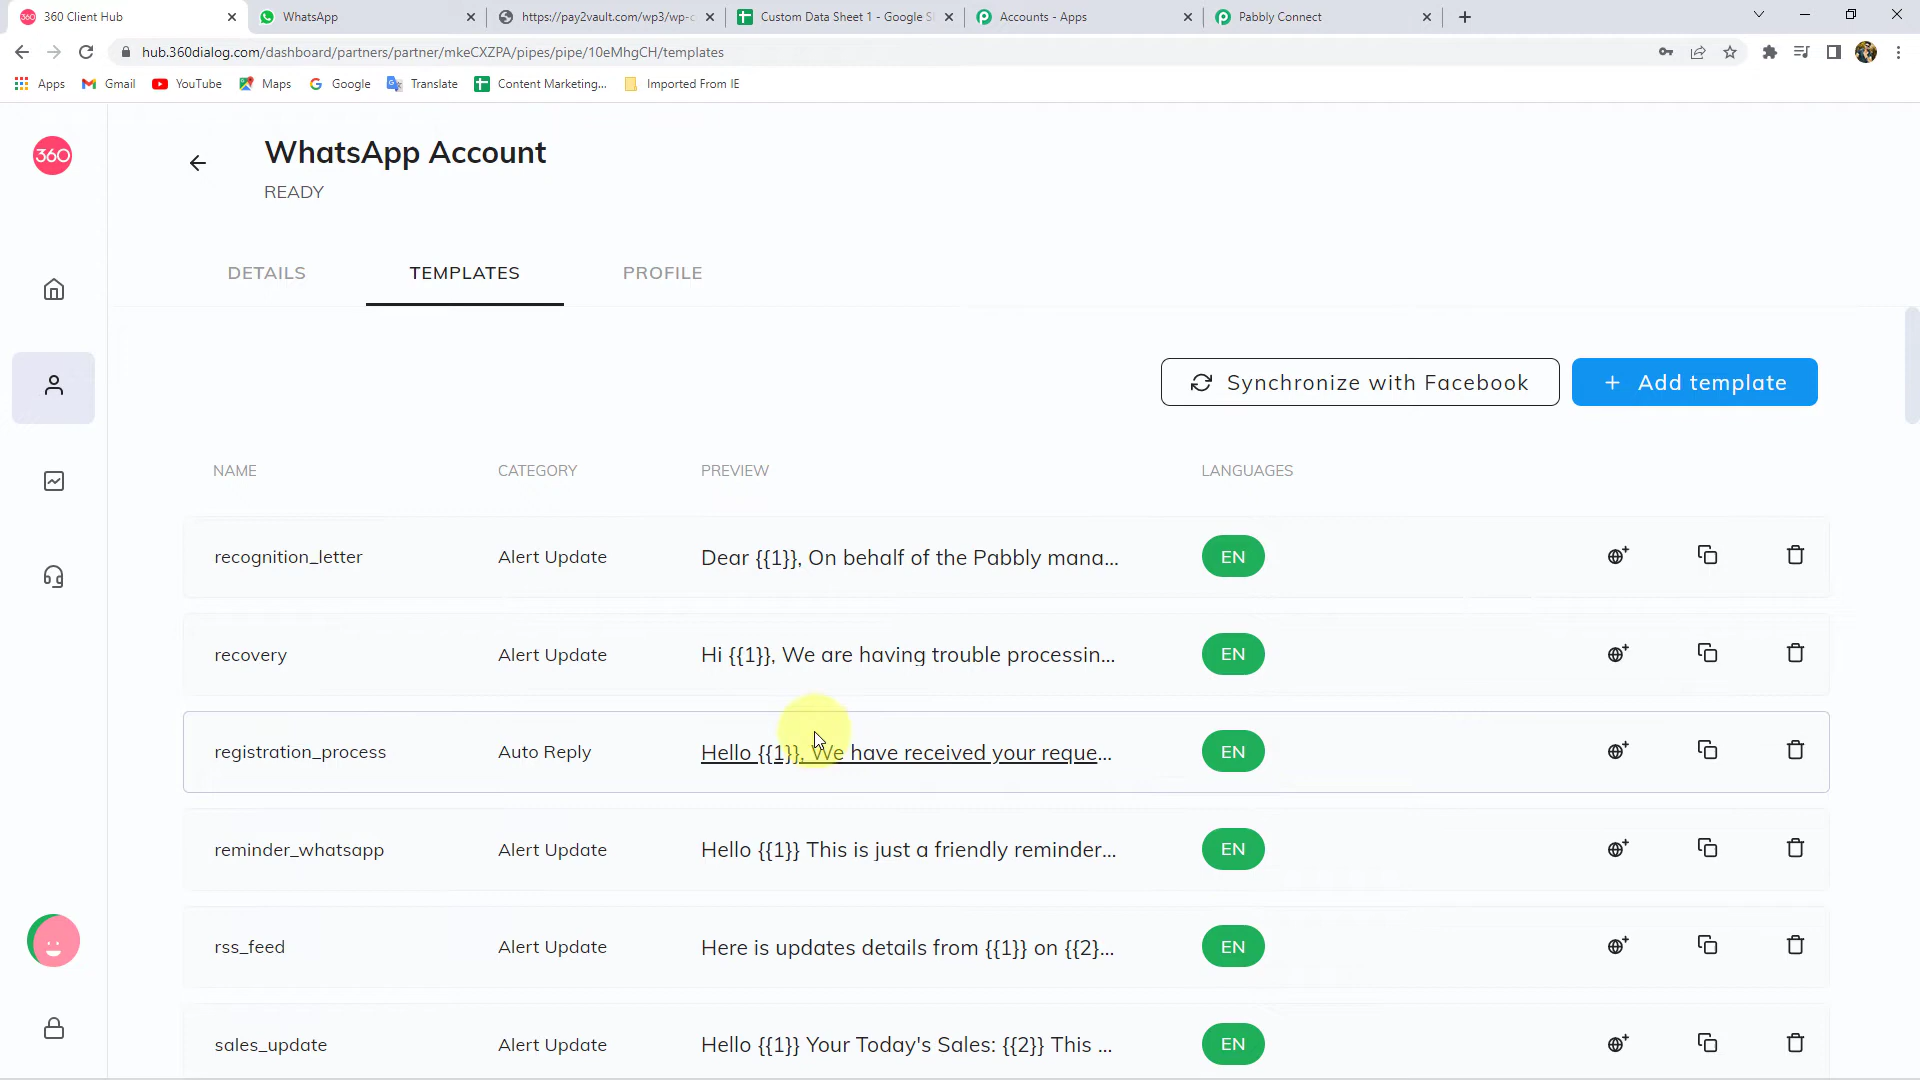 360 Client Hub
WhatsApp
https://pay2vault.com/wp3/wp-c
Custom Data Sheet 1 - Google S
Accounts - Apps
Pabbly Connect
hub.360dialog.com/dashboard/partners/partner/mkeCXZPA/pipes/pipe/10eMhgCH/templates
Apps
Gmail
YouTube
Maps
Google
Translate
Content Marketing...
Imported From IE
360
WhatsApp Account
READY
DETAILS
TEMPLATES
PROFILE
Synchronize with Facebook
+ Add template
NAME CATEGORY PREVIEW LANGUAGES
recognition_letter Alert Update Dear {{1}}, On behalf of the Pabbly mana... EN
recovery Alert Update Hi {{1}}, We are having trouble processin... EN
registration_process Auto Reply Hello {{1}}, We have received your reque... EN
reminder_whatsapp Alert Update Hello {{1}} This is just a friendly reminder... EN
rss_feed Alert Update Here is updates details from {{1}} on {{2}... EN
sales_update Alert Update Hello {{1}} Your Today's Sales: {{2}} This ... EN